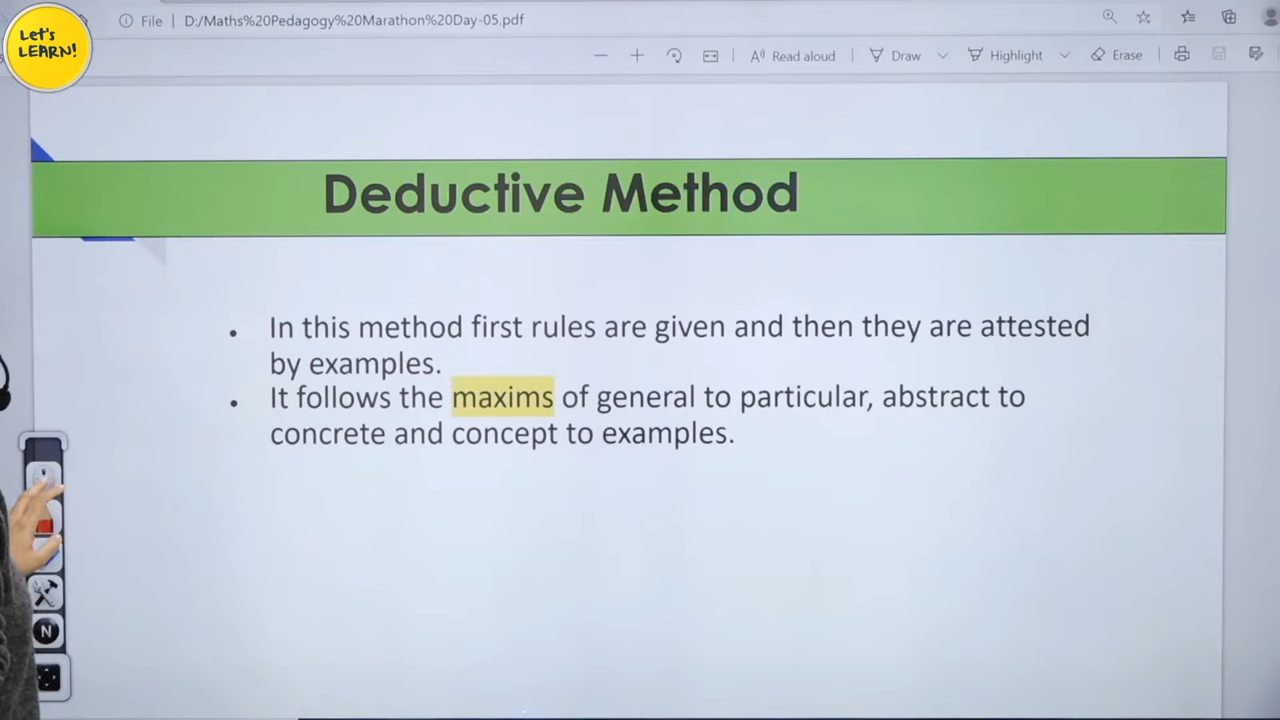 Let's
LEARN!
File | D:/Maths%20Pedagogy%20Marathon%20Day-05.pdf
Read aloud
Draw
Highlight
Erase
Deductive Method
• In this method first rules are given and then they are attested
by examples.
• It follows the maxims of general to particular, abstract to
concrete and concept to examples.
N